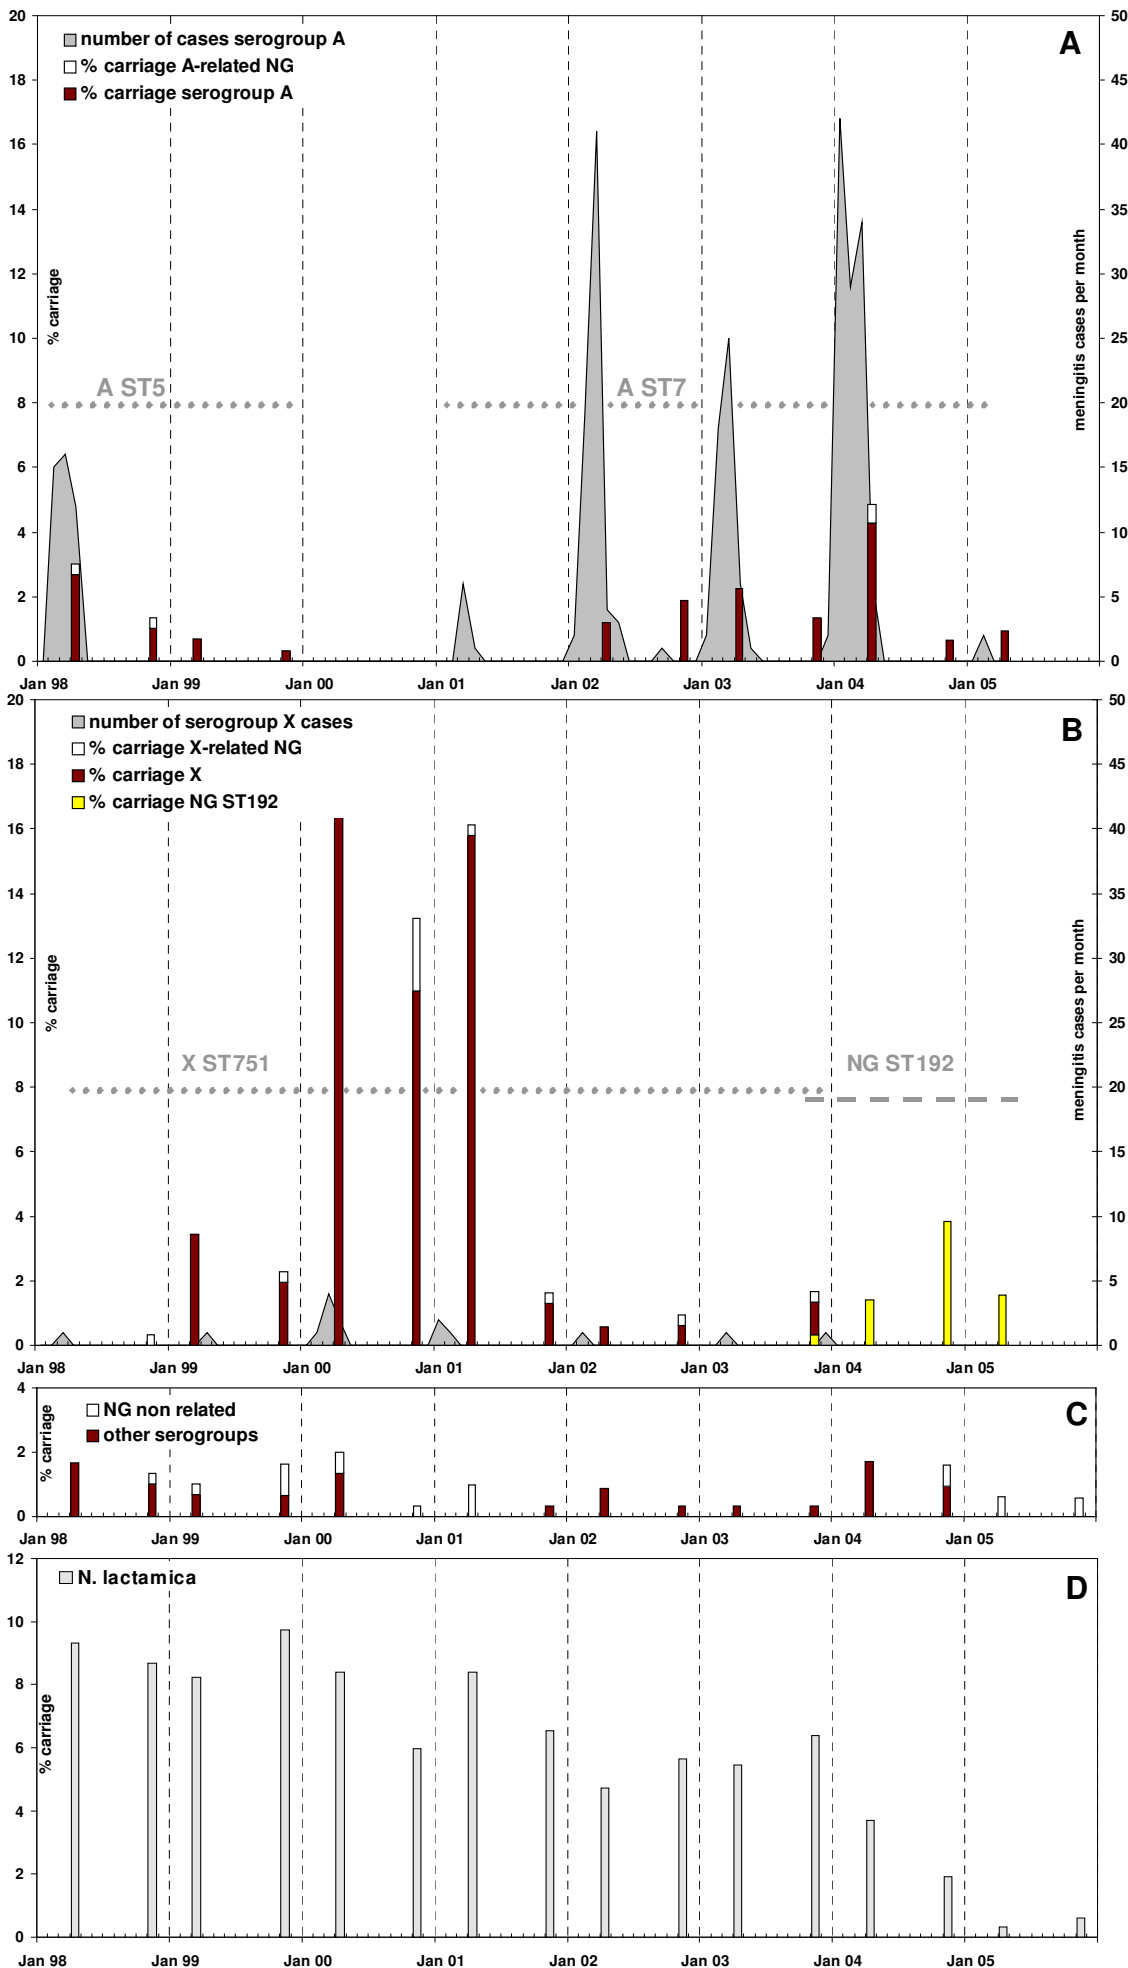 number of cases serogroup A
% carriage A-related NG
% carriage serogroup A
A
20
18
16
14
12
10
8
6
4
2
0
% carriage
50
45
40
35
30
25
20
15
10
5
0
meningitis cases per month
A ST5
A ST7
Jan 98 Jan 99 Jan 00 Jan 01 Jan 02 Jan 03 Jan 04 Jan 05
number of serogroup X cases
% carriage X-related NG
% carriage X
% carriage NG ST192
B
20
18
16
14
12
10
8
6
4
2
0
% carriage
50
45
40
35
30
25
20
15
10
5
0
meningitis cases per month
X ST751
NG ST192
Jan 98 Jan 99 Jan 00 Jan 01 Jan 02 Jan 03 Jan 04 Jan 05
NG non related
other serogroups
C
4
2
0
% carriage
Jan 98 Jan 99 Jan 00 Jan 01 Jan 02 Jan 03 Jan 04 Jan 05
N. lactamica
D
12
10
8
6
4
2
0
% carriage
Jan 98 Jan 99 Jan 00 Jan 01 Jan 02 Jan 03 Jan 04 Jan 05